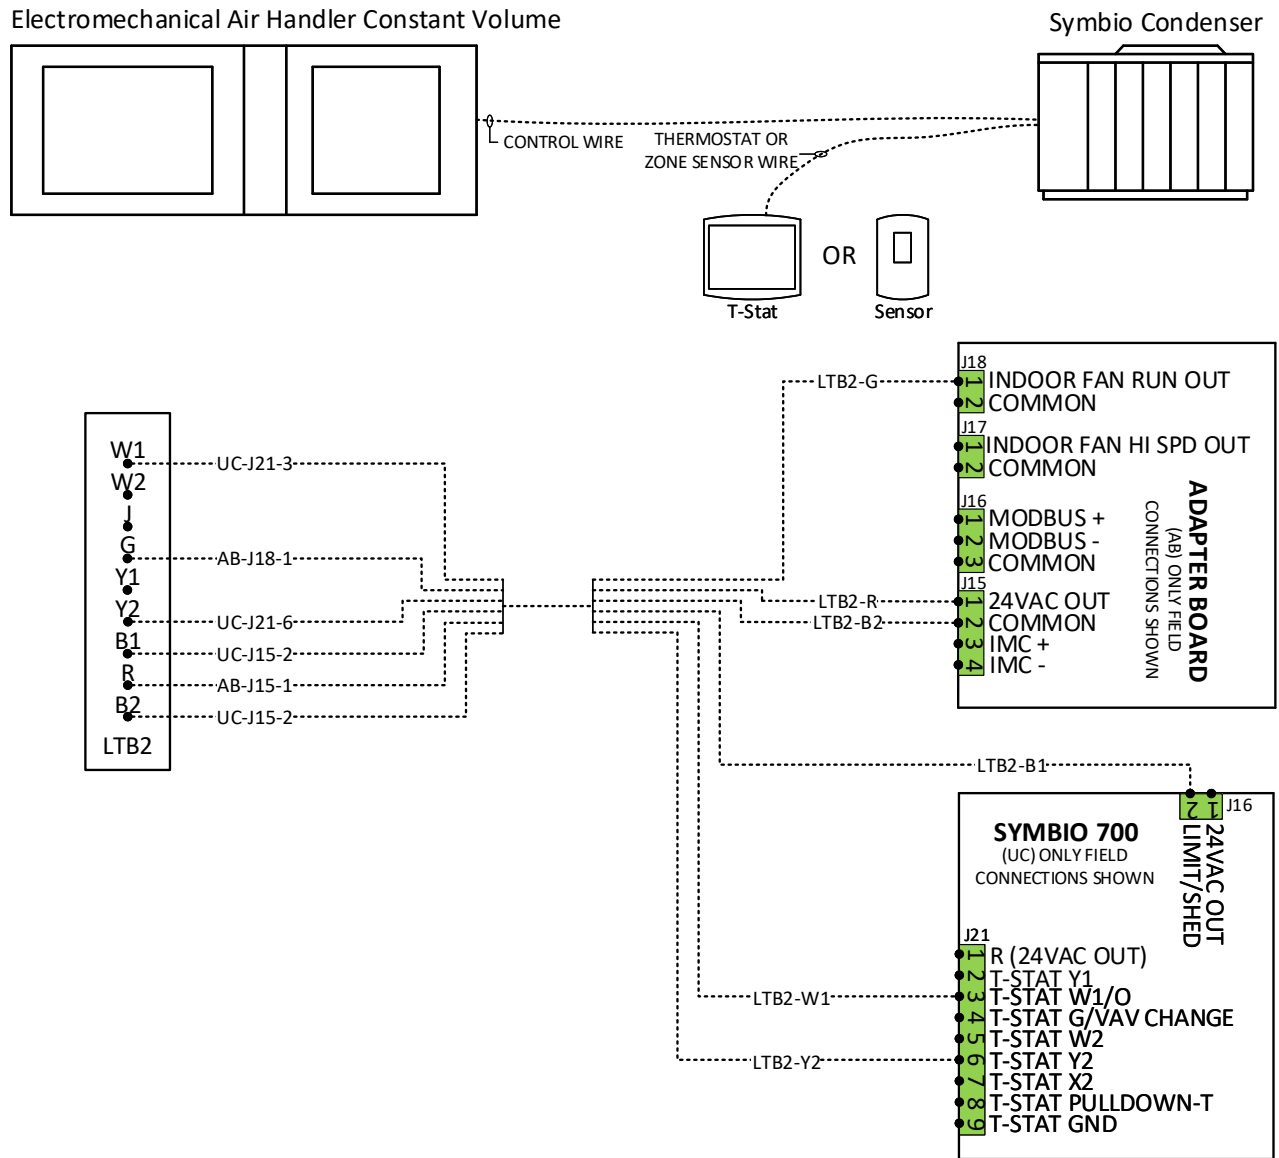 Electromechanical Air Handler Constant Volume
Symbio Condenser
CONTROL WIRE
THERMOSTAT OR
ZONE SENSOR WIRE
OR
T-Stat
Sensor
W1
W2
J
G
Y1
Y2
B1
R
B2
LTB2
UC-J21-3
AB-J18-1
UC-J21-6
UC-J15-2
AB-J15-1
UC-J15-2
LTB2-G
LTB2-R
LTB2-B2
LTB2-B1
LTB2-W1
LTB2-Y2
J18
1 INDOOR FAN RUN OUT
2 COMMON
J17
1 INDOOR FAN HI SPD OUT
2 COMMON
J16
1 MODBUS +
2 MODBUS -
3 COMMON
J15
1 24VAC OUT
2 COMMON
3 IMC +
4 IMC -
ADAPTER BOARD
(AB) ONLY FIELD
CONNECTIONS SHOWN
SYMBIO 700
(UC) ONLY FIELD
CONNECTIONS SHOWN
J16
1 24VAC OUT
2 LIMIT/SHED
J21
1 R (24VAC OUT)
2 T-STAT Y1
3 T-STAT W1/O
4 T-STAT G/VAV CHANGE
5 T-STAT W2
6 T-STAT Y2
7 T-STAT X2
8 T-STAT PULLDOWN-T
9 T-STAT GND